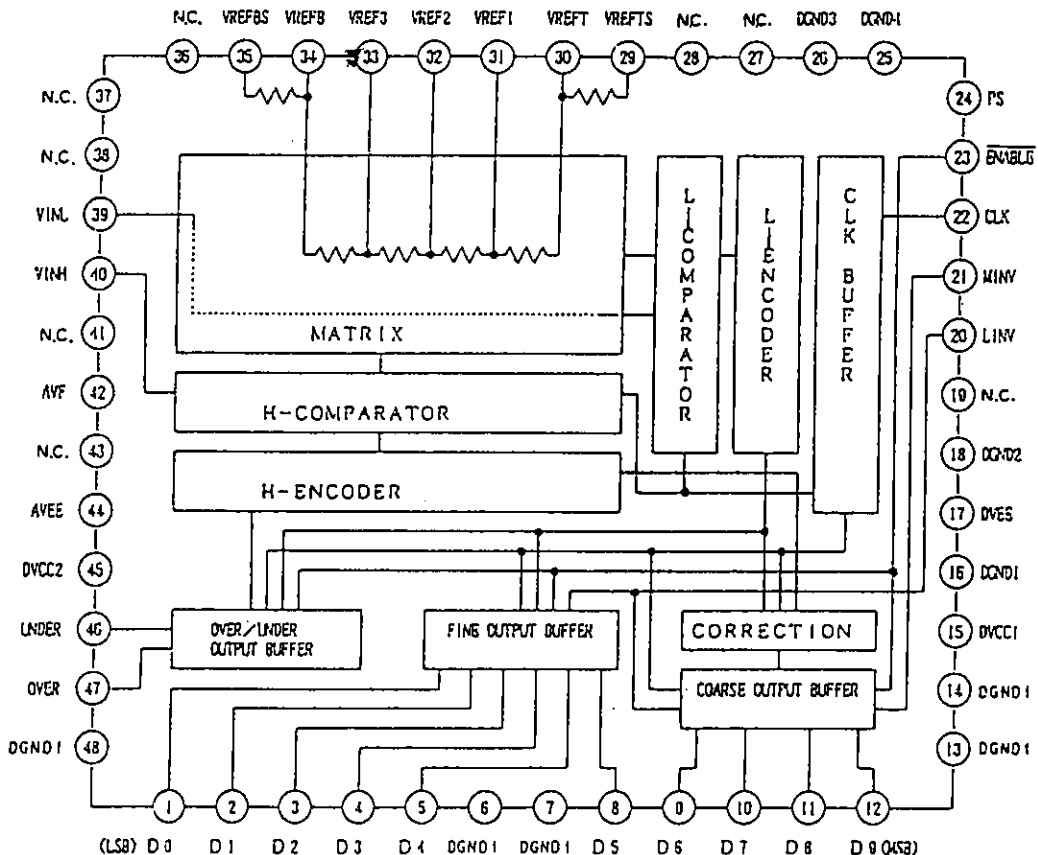 N.C. VREFBS VREFB VREF3 VREF2 VREF1 VREFT VREFTS N.C. N.C. DGND3 DGND1
36 35 34 33 32 31 30 29 28 27 26 25
N.C. 37
24 PS
N.C. 38
23
VINL 39
22 CLK
VINH 40
21 MINV
N.C. 41
20 LINV
AVF 42
19 N.C.
N.C. 43
18 DGND2
AVEE 44
17
DVCC2 45
16 DGND1
UNDER 46
15 DVCC1
OVER 47
14 DGND1
DGND1 48
13 DGND1
MATRIX
L|COMPARATOR
L|ENCODER
CLK BUFFER
H-COMPARATOR
H-ENCODER
OVER/UNDER
OUTPUT BUFFER
FINE OUTPUT BUFFER
CORRECTION
COARSE OUTPUT BUFFER
1 2 3 4 5 6 7 8 9 10 11 12
(LSB) D0 D1 D2 D3 D4 DGND1 DGND1 D5 D6 D7 D8 D9 (MSB)